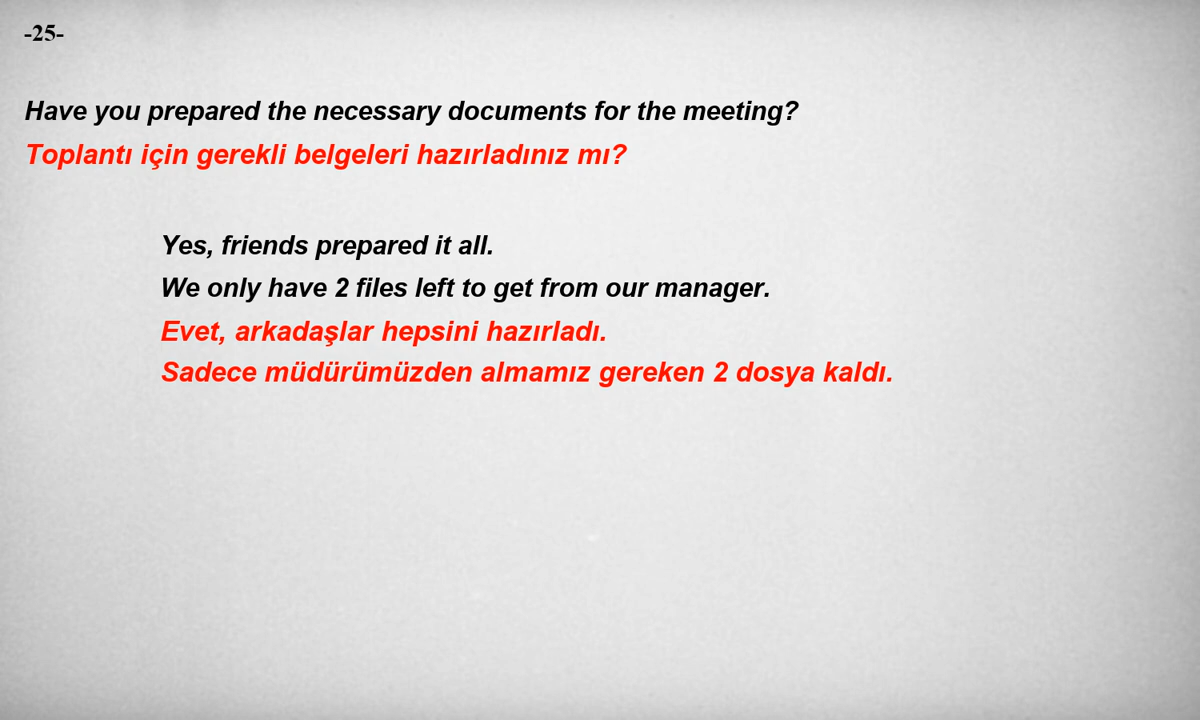 -25-
Have you prepared the necessary documents for the meeting?
Toplantı için gerekli belgeleri hazırladınız mı?
Yes, friends prepared it all.
We only have 2 files left to get from our manager.
Evet, arkadaşlar hepsini hazırladı.
Sadece müdürümüzden almamız gereken 2 dosya kaldı.